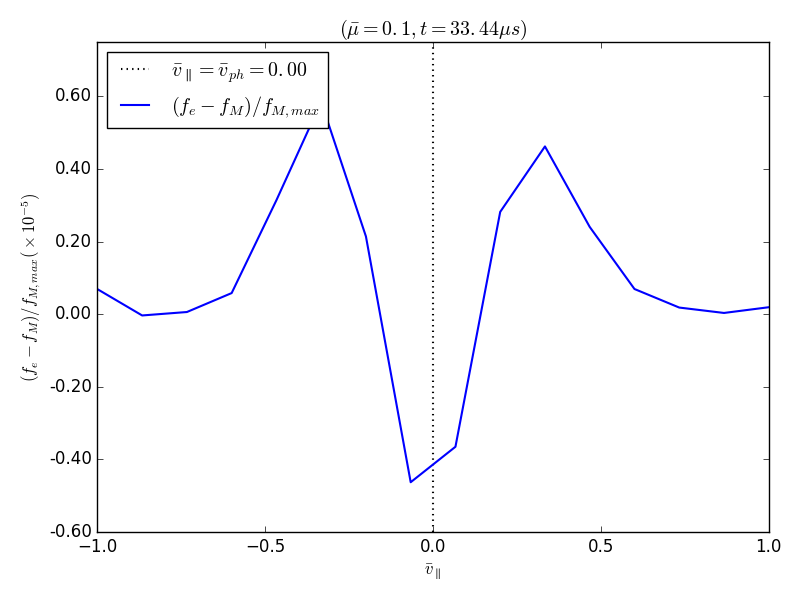 (μ̄ = 0.1, t = 33.44μs)
v̄∥ = v̄ph = 0.00
(fe − fM)/fM,max
0.60
0.40
0.20
0.00
-0.20
-0.40
-0.60
(fe − fM)/fM,max(×10⁻⁵)
−1.0 −0.5 0.0 0.5 1.0
v̄∥